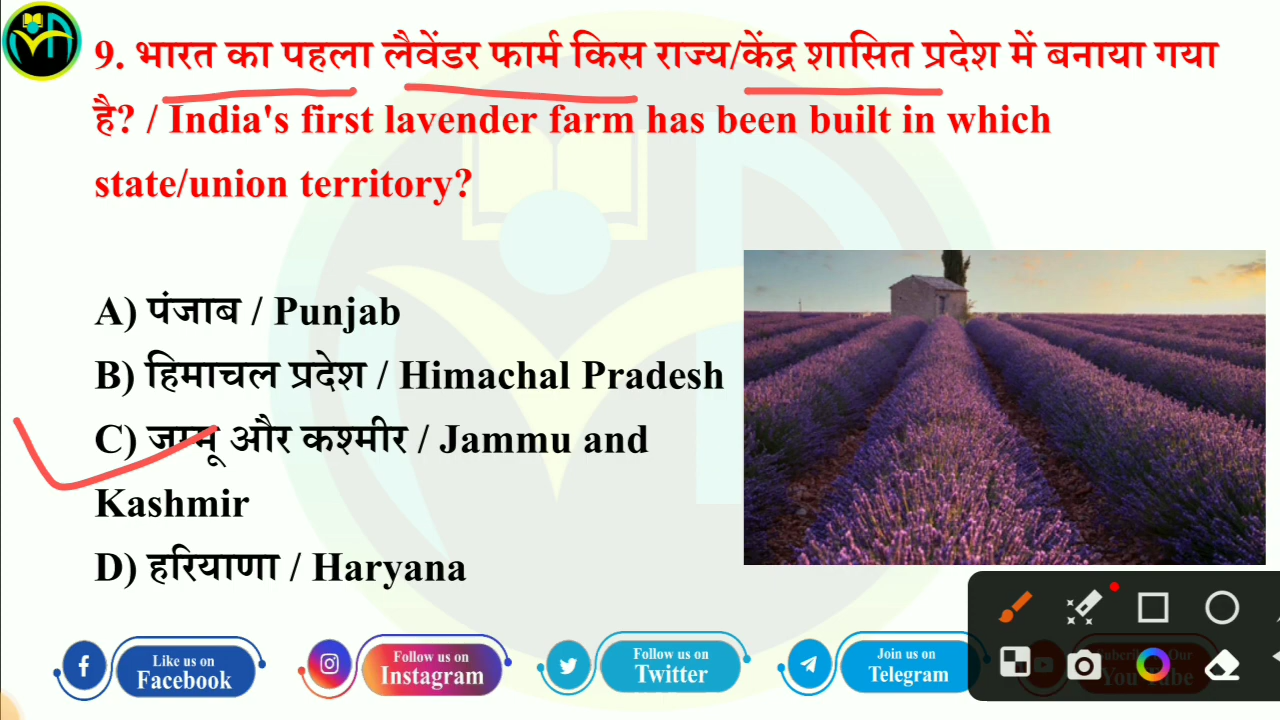 9. भारत का पहला लैवेंडर फार्म किस राज्य/केंद्र शासित प्रदेश में बनाया गया
है? / India's first lavender farm has been built in which
state/union territory?
A) पंजाब / Punjab
B) हिमाचल प्रदेश / Himachal Pradesh
C) जम्मू और कश्मीर / Jammu and
Kashmir
D) हरियाणा / Haryana
Like us on
Facebook
Follow us on
Instagram
Follow us on
Twitter
Join us on
Telegram
You Tube